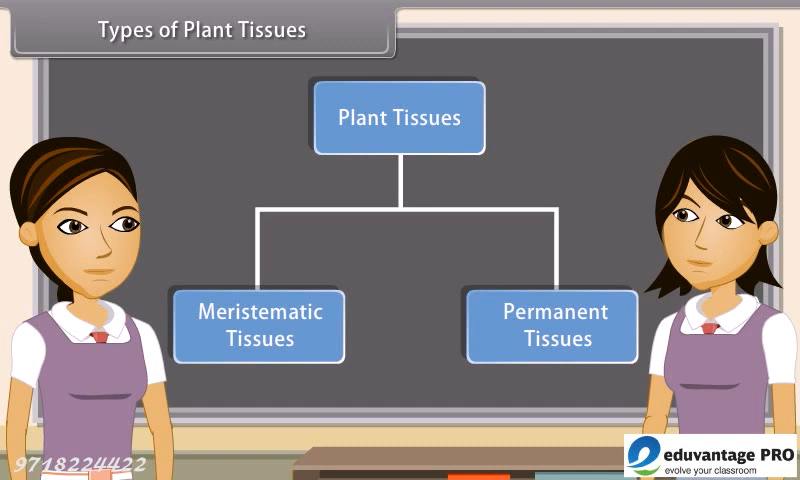 Types of Plant Tissues
Plant Tissues
Meristematic
Tissues
Permanent
Tissues
9718224422
eduvantage PRO
evolve your classroom